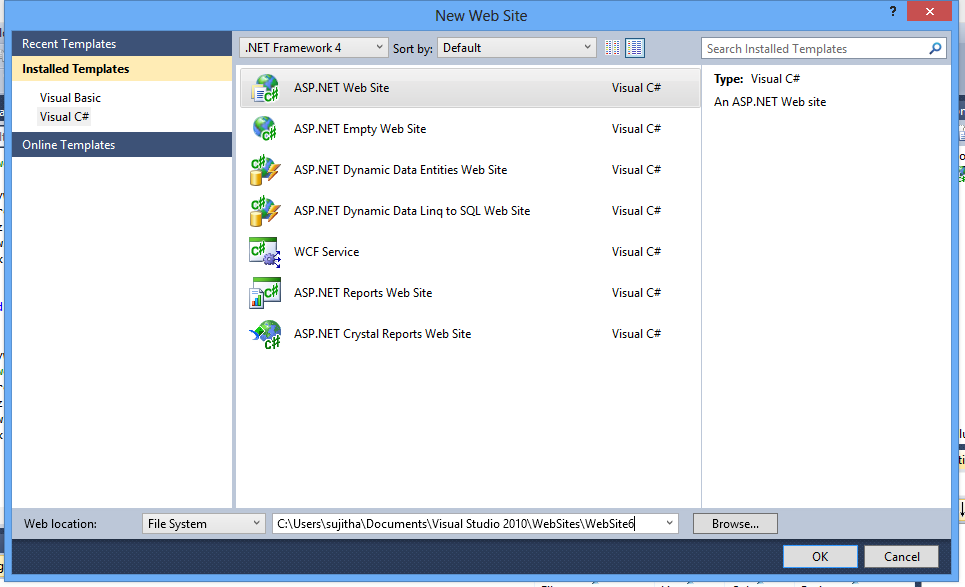 New Web Site
?
Recent Templates
Installed Templates
Visual Basic
Visual C#
Online Templates
.NET Framework 4
Sort by:
Default
Search Installed Templates
ASP.NET Web Site Visual C#
ASP.NET Empty Web Site Visual C#
ASP.NET Dynamic Data Entities Web Site Visual C#
ASP.NET Dynamic Data Linq to SQL Web Site Visual C#
WCF Service Visual C#
ASP.NET Reports Web Site Visual C#
ASP.NET Crystal Reports Web Site Visual C#
Type: Visual C#
An ASP.NET Web site
Web location:
File System
C:\Users\sujitha\Documents\Visual Studio 2010\WebSites\WebSite6
Browse...
OK
Cancel